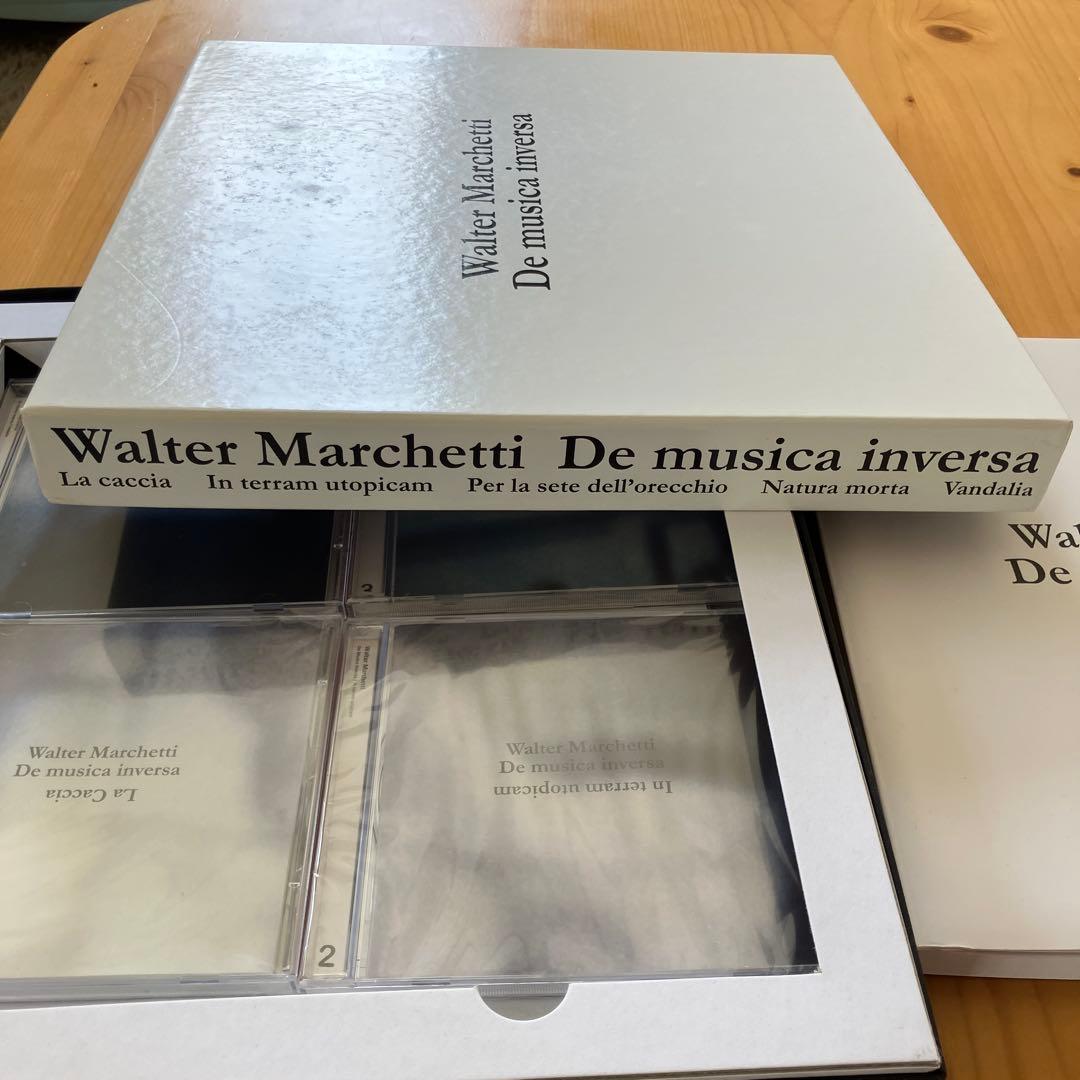 Walter Marchetti
De musica inversa
Walter Marchetti De musica inversa
La caccia In terram utopicam Per la sete dell'orecchio Natura morta Vandalia
3
Wal
De
Walter Marchetti
De musica inversa
La Caccia
Walter Marchetti
2
Walter Marchetti
De musica inversa
In terram utopicam